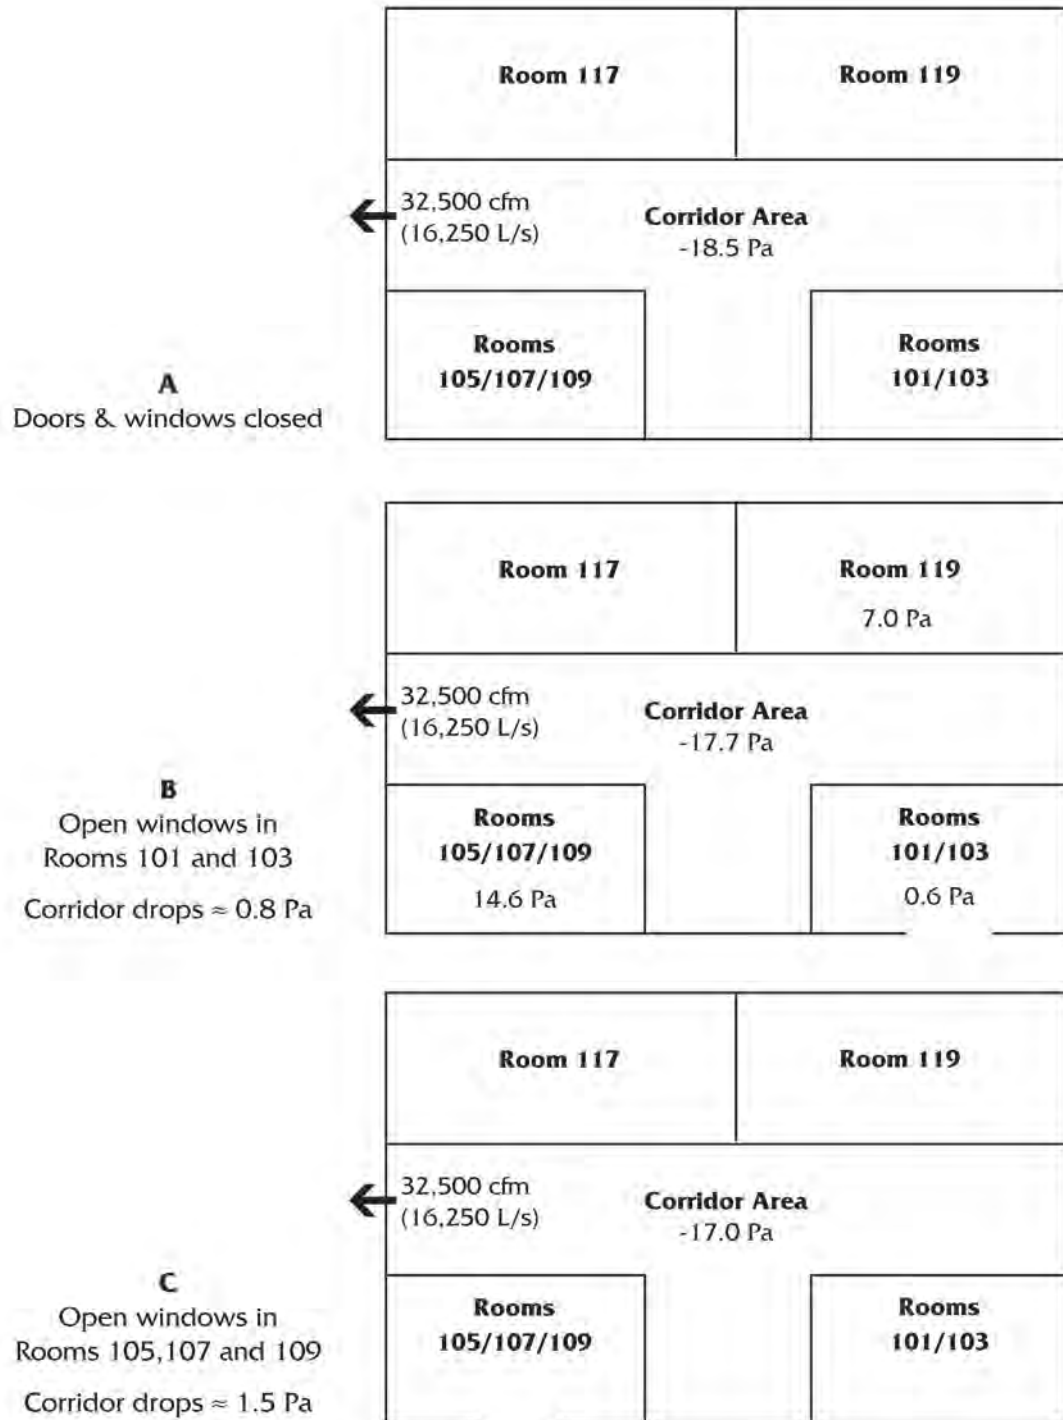 Room 117
Room 119
32,500 cfm
(16,250 L/s)
Corridor Area
-18.5 Pa
Rooms
105/107/109
Rooms
101/103
A
Doors & windows closed
Room 117
Room 119
7.0 Pa
32,500 cfm
(16,250 L/s)
Corridor Area
-17.7 Pa
Rooms
105/107/109
14.6 Pa
Rooms
101/103
0.6 Pa
B
Open windows in
Rooms 101 and 103
Corridor drops ≈ 0.8 Pa
Room 117
Room 119
32,500 cfm
(16,250 L/s)
Corridor Area
-17.0 Pa
Rooms
105/107/109
Rooms
101/103
C
Open windows in
Rooms 105,107 and 109
Corridor drops ≈ 1.5 Pa